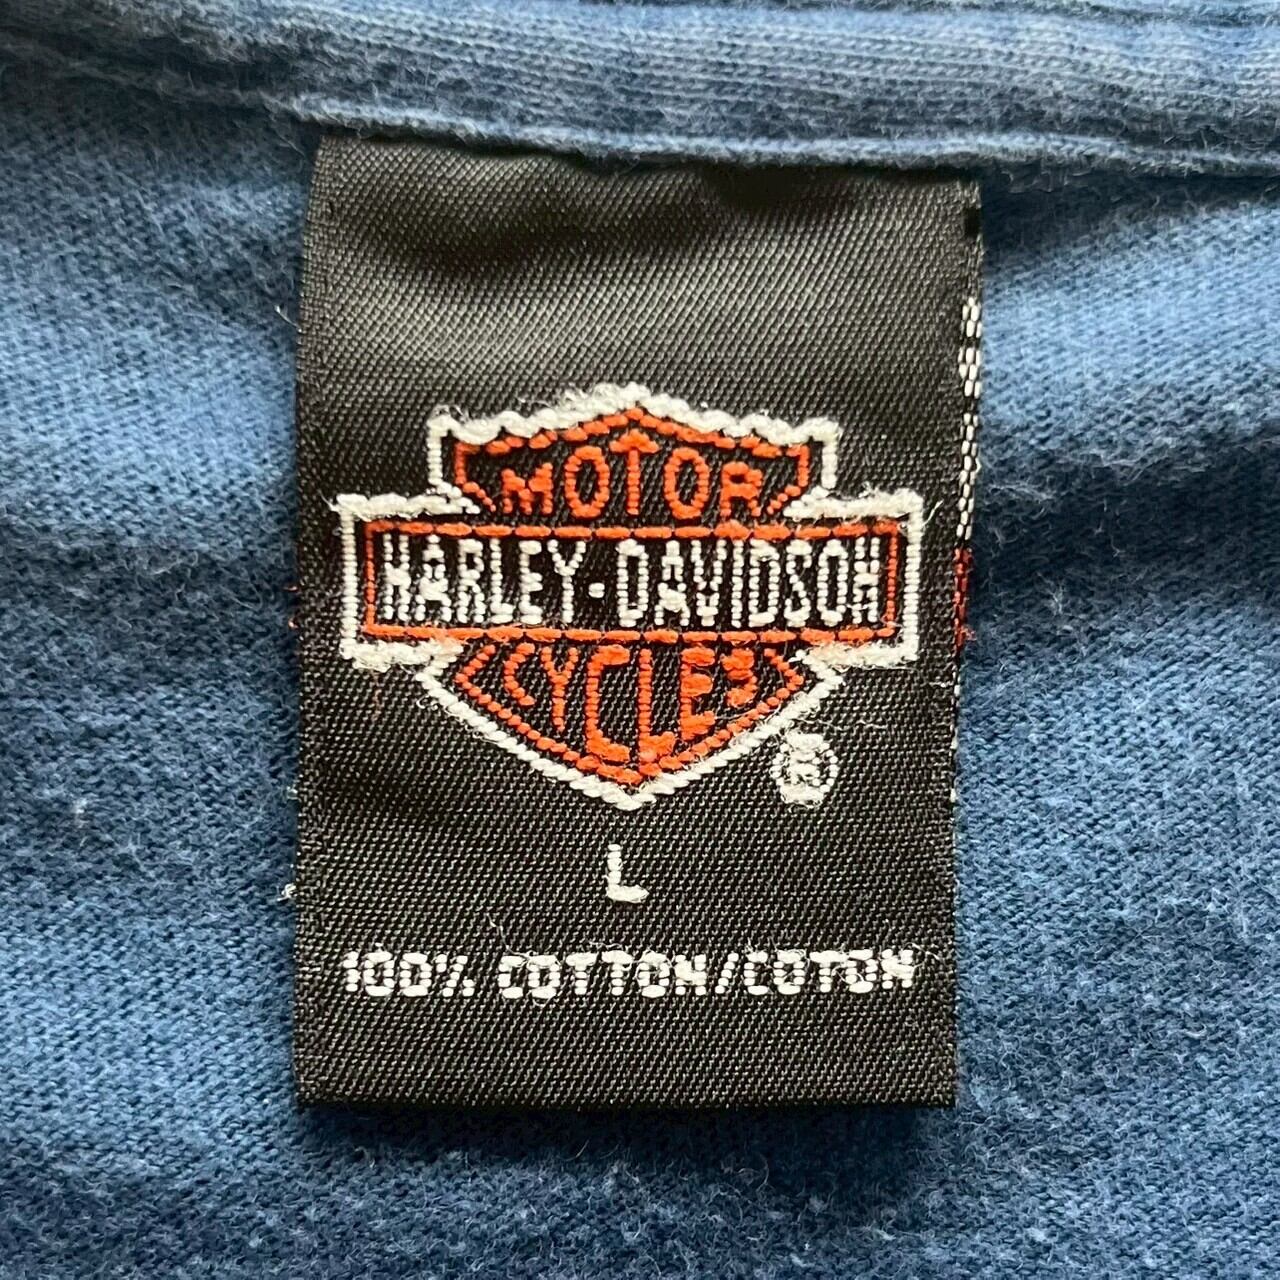 MOTOR
HARLEY-DAVIDSON
CYCLES
®
L
100% COTTON/COTON